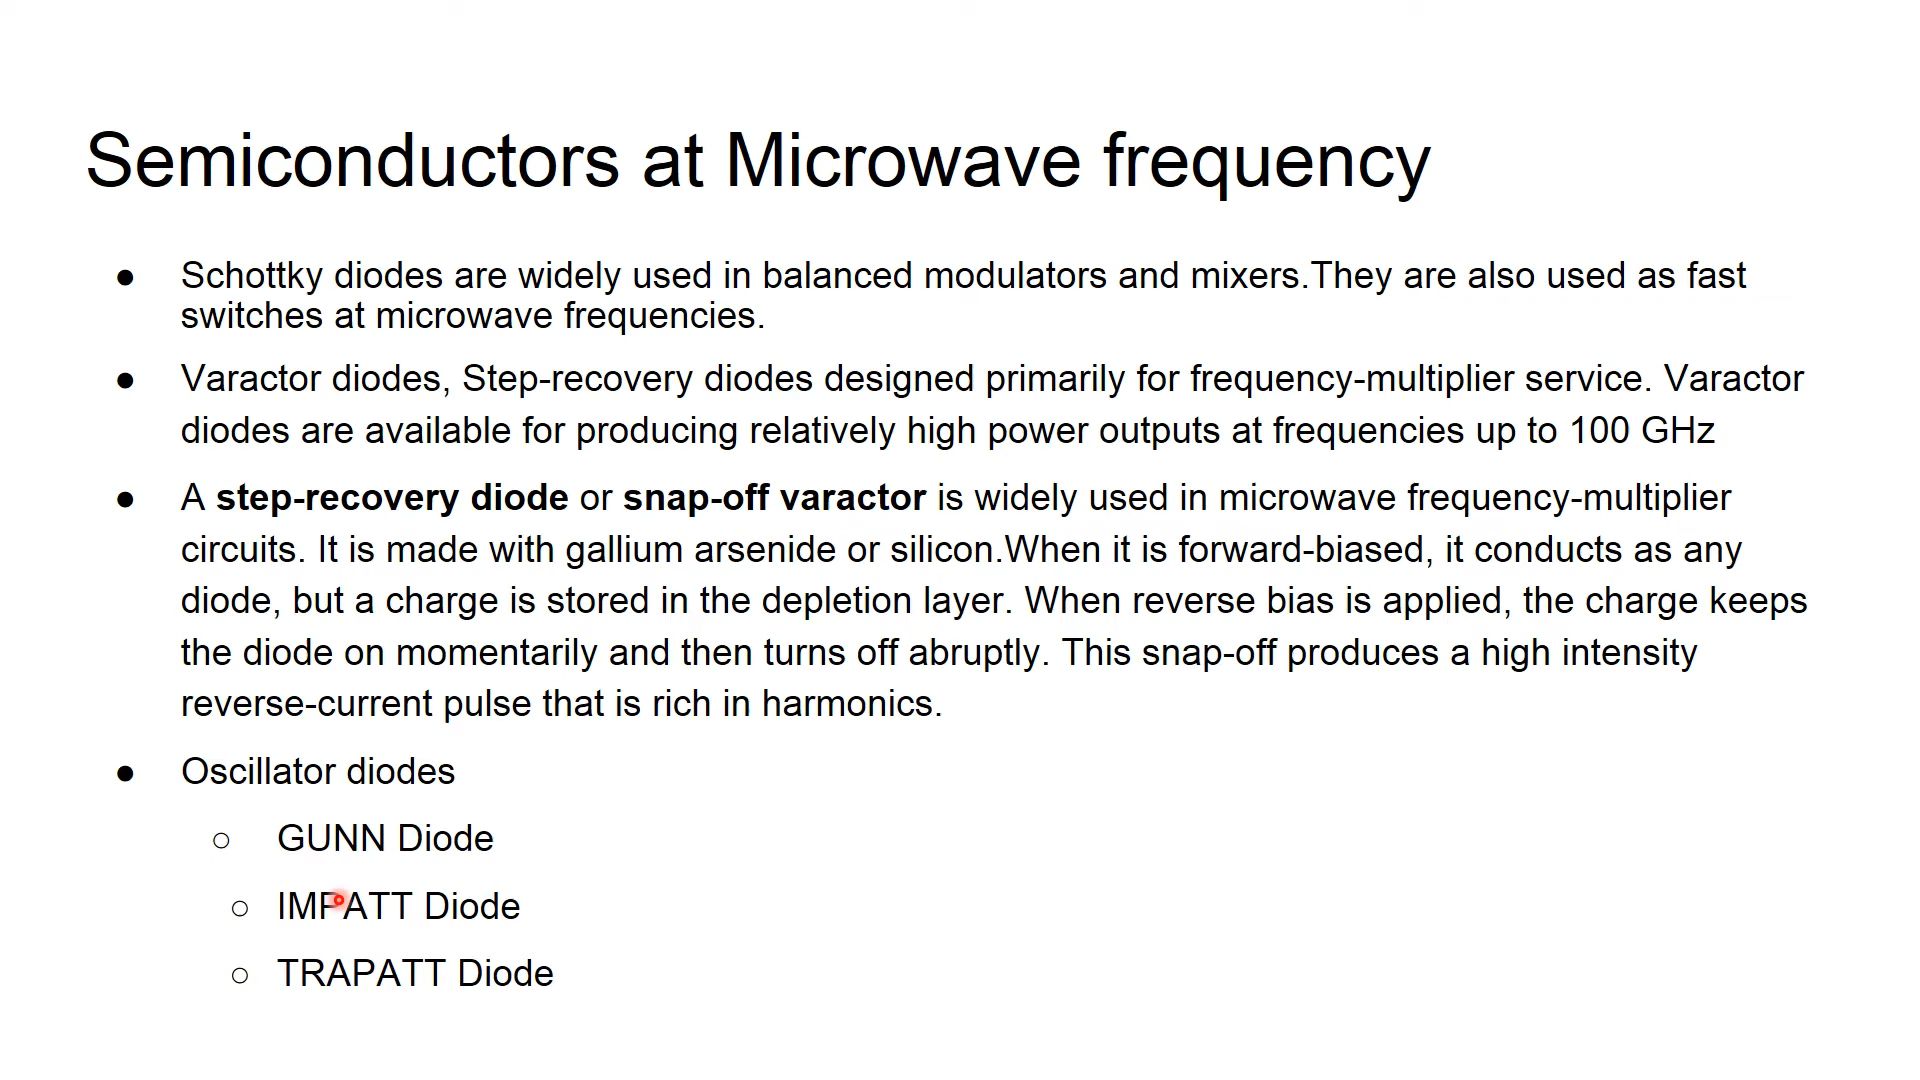 Semiconductors at Microwave frequency
● Schottky diodes are widely used in balanced modulators and mixers.They are also used as fast
switches at microwave frequencies.
● Varactor diodes, Step-recovery diodes designed primarily for frequency-multiplier service. Varactor
diodes are available for producing relatively high power outputs at frequencies up to 100 GHz
● A step-recovery diode or snap-off varactor is widely used in microwave frequency-multiplier
circuits. It is made with gallium arsenide or silicon.When it is forward-biased, it conducts as any
diode, but a charge is stored in the depletion layer. When reverse bias is applied, the charge keeps
the diode on momentarily and then turns off abruptly. This snap-off produces a high intensity
reverse-current pulse that is rich in harmonics.
● Oscillator diodes
○ GUNN Diode
○ IMPATT Diode
○ TRAPATT Diode